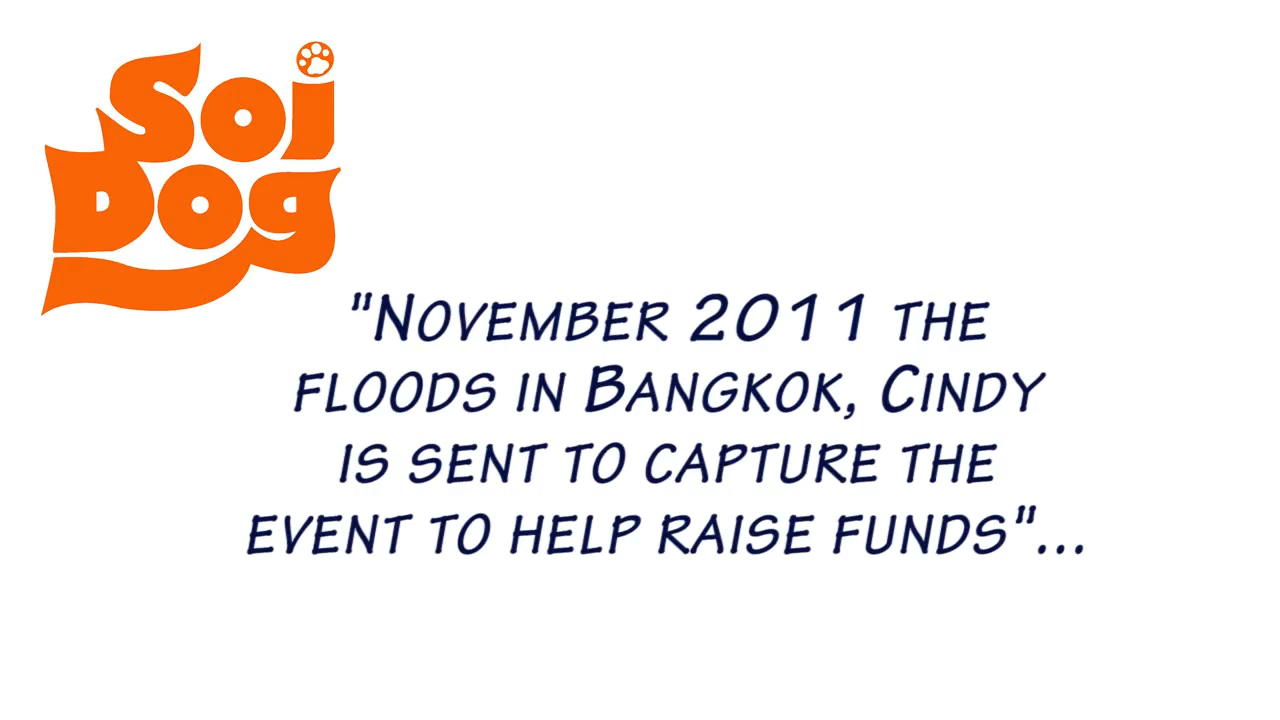 Soi
Dog
"NOVEMBER 2011 THE
FLOODS IN BANGKOK, CINDY
IS SENT TO CAPTURE THE
EVENT TO HELP RAISE FUNDS"...